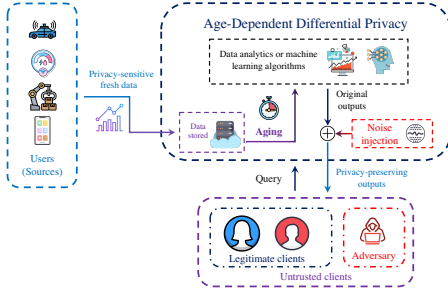 Age-Dependent Differential Privacy
Data analytics or machine
learning algorithms
Privacy-sensitive
fresh data
Original
outputs
Data
stored
Aging
Noise
injection
Users
(Sources)
Query
Privacy-preserving
outputs
Legitimate clients
Adversary
Untrusted clients